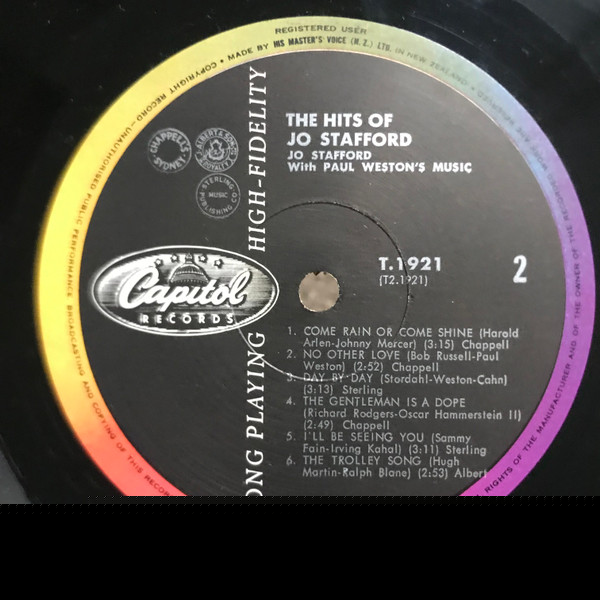 REGISTERED USER
COPYRIGHT • MADE BY HIS MASTER'S VOICE (N.Z.) LTD. (IN NEW ZEALAND)
RECORD—UNAUTHORISED PUBLIC PERFORMANCE BROADCASTING AND COPYING OF THIS RECOR
RIGHTS OF THE MANUFACTURER AND OF THE OWNER OF THE RECORDED
LONG PLAYING HIGH-FIDELITY
CHAPPELL'S
SYDNEY
ALBERT & SON
STERLING
MUSIC
PUBLISHING CO
THE HITS OF
JO STAFFORD
JO STAFFORD
With PAUL WESTON'S MUSIC
Capitol
RECORDS
T.1921
(T2.1921)
2
1. COME RAIN OR COME SHINE (Harold
Arlen-Johnny Mercer) (3:15) Chappell
2. NO OTHER LOVE (Bob Russell-Paul
Weston) (2:52) Chappell
3. DAY BY DAY (Stordahl-Weston-Cahn)
(3:13) Sterling
4. THE GENTLEMAN IS A DOPE
(Richard Rodgers-Oscar Hammerstein II)
(2:49) Chappell
5. I'LL BE SEEING YOU (Sammy
Fain-Irving Kahal) (3:11) Sterling
6. THE TROLLEY SONG (Hugh
Martin-Ralph Blane) (2:53) Albert